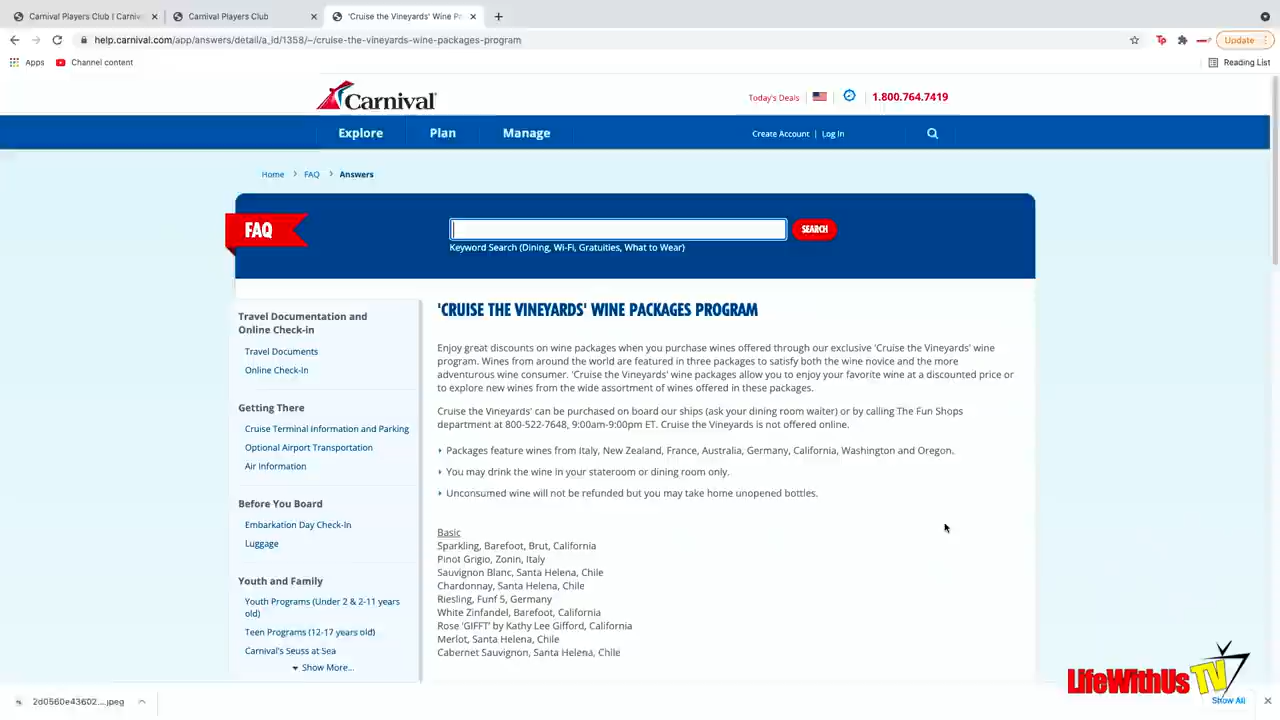 Carnival Players Club | Carniv
Carnival Players Club
'Cruise the Vineyards' Wine P
help.carnival.com/app/answers/detail/a_id/1358/~/cruise-the-vineyards-wine-packages-program
Tp
Update
Apps
Channel content
Reading List
Carnival
Today's Deals
1.800.764.7419
Explore
Plan
Manage
Create Account | Log In
Home > FAQ > Answers
FAQ
SEARCH
Keyword Search (Dining, Wi-Fi, Gratuities, What to Wear)
Travel Documentation and
Online Check-in
Travel Documents
Online Check-In
Getting There
Cruise Terminal Information and Parking
Optional Airport Transportation
Air Information
Before You Board
Embarkation Day Check-In
Luggage
Youth and Family
Youth Programs (Under 2 & 2-11 years
old)
Teen Programs (12-17 years old)
Carnival's Seuss at Sea
Show More...
'CRUISE THE VINEYARDS' WINE PACKAGES PROGRAM
Enjoy great discounts on wine packages when you purchase wines offered through our exclusive 'Cruise the Vineyards' wine
program. Wines from around the world are featured in three packages to satisfy both the wine novice and the more
adventurous wine consumer. 'Cruise the Vineyards' wine packages allow you to enjoy your favorite wine at a discounted price or
to explore new wines from the wide assortment of wines offered in these packages.
Cruise the Vineyards' can be purchased on board our ships (ask your dining room waiter) or by calling The Fun Shops
department at 800-522-7648, 9:00am-9:00pm ET. Cruise the Vineyards is not offered online.
Packages feature wines from Italy, New Zealand, France, Australia, Germany, California, Washington and Oregon.
You may drink the wine in your stateroom or dining room only.
Unconsumed wine will not be refunded but you may take home unopened bottles.
Basic
Sparkling, Barefoot, Brut, California
Pinot Grigio, Zonin, Italy
Sauvignon Blanc, Santa Helena, Chile
Chardonnay, Santa Helena, Chile
Riesling, Funf 5, Germany
White Zinfandel, Barefoot, California
Rose 'GIFFT' by Kathy Lee Gifford, California
Merlot, Santa Helena, Chile
Cabernet Sauvignon, Santa Helena, Chile
LifeWithUs TV
2d0560e43602....jpeg
Show All